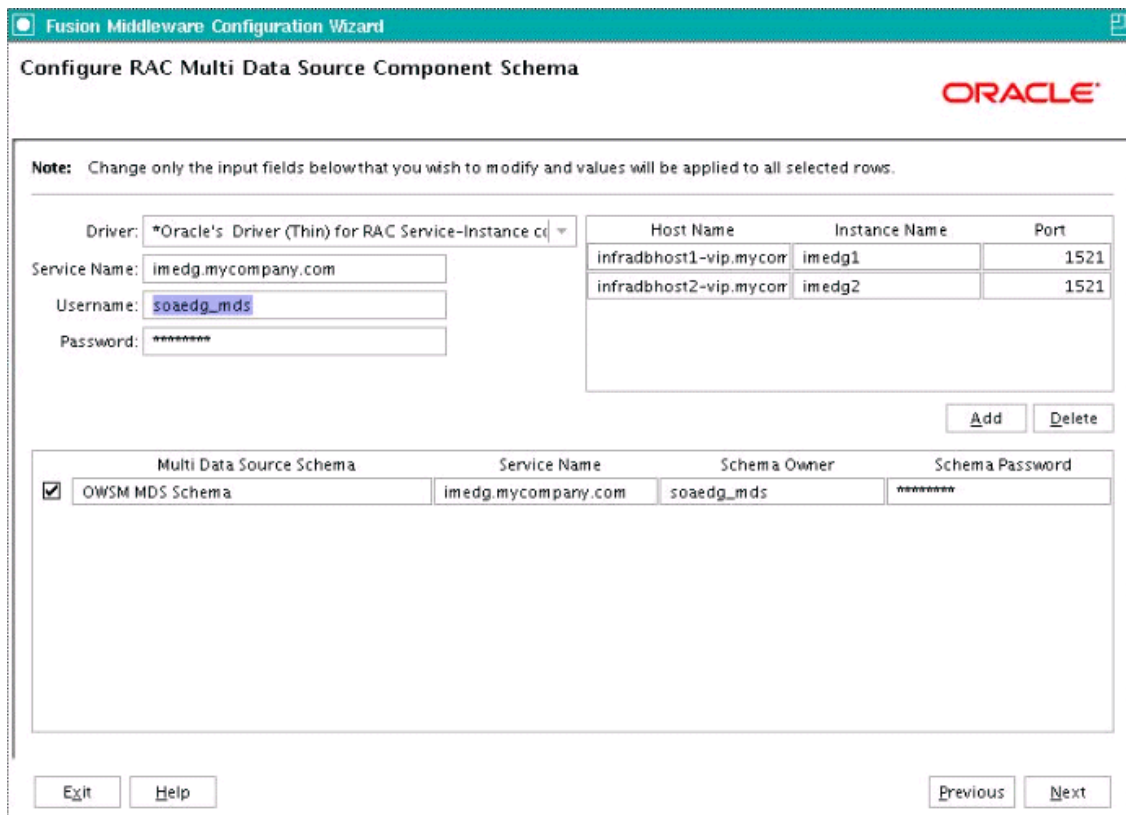 Fusion Middleware Configuration Wizard
Configure RAC Multi Data Source Component Schema
ORACLE
Note: Change only the input fields below that you wish to modify and values will be applied to all selected rows.
Driver: *Oracle's Driver (Thin) for RAC Service-Instance c
Service Name: imedg.mycompany.com
Username: soaedg_mds
Password: ********
Host Name Instance Name Port
infradbhost1-vip.mycom imedg1 1521
infradbhost2-vip.mycom imedg2 1521
Add Delete
Multi Data Source Schema Service Name Schema Owner Schema Password
OWSM MDS Schema imedg.mycompany.com soaedg_mds ********
Exit Help Previous Next